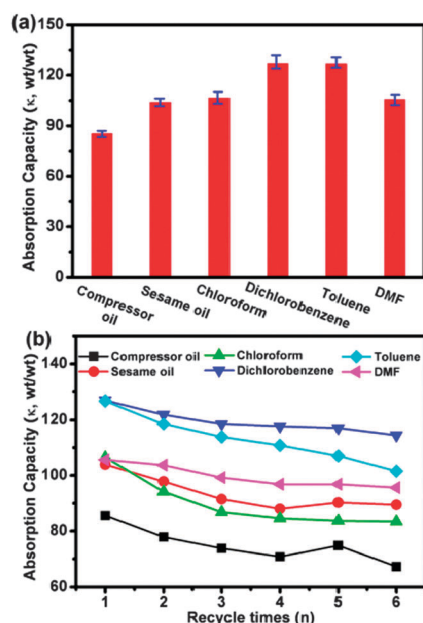 (a)
Absorption Capacity (κ, wt/wt)
150
120
90
60
30
0
Compressor oil
Sesame oil
Chloroform
Dichlorobenzene
Toluene
DMF
(b)
Absorption Capacity (κ, wt/wt)
140
120
100
80
60
Compressor oil Chloroform Toluene
Sesame oil Dichlorobenzene DMF
1 2 3 4 5 6
Recycle times (n)